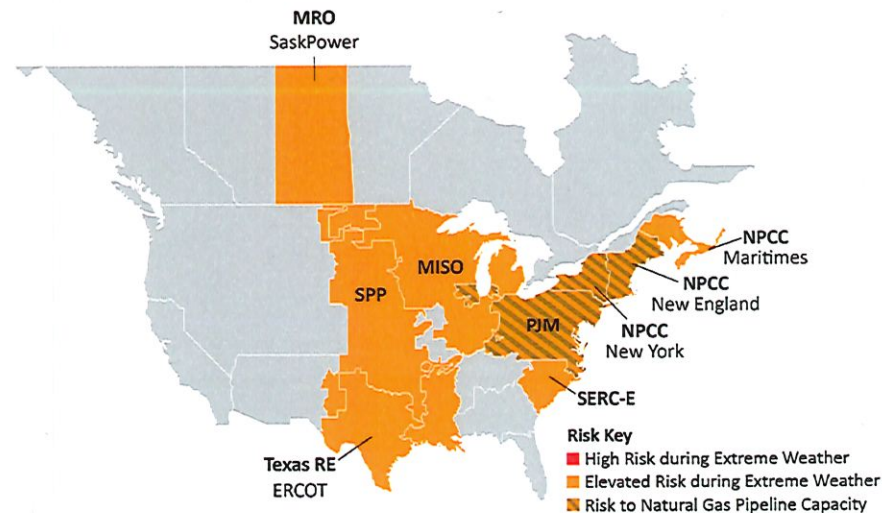 MRO
SaskPower
MISO
SPP
PJM
NPCC
Maritimes
NPCC
New England
NPCC
New York
SERC-E
Texas RE
ERCOT
Risk Key
High Risk during Extreme Weather
Elevated Risk during Extreme Weather
Risk to Natural Gas Pipeline Capacity